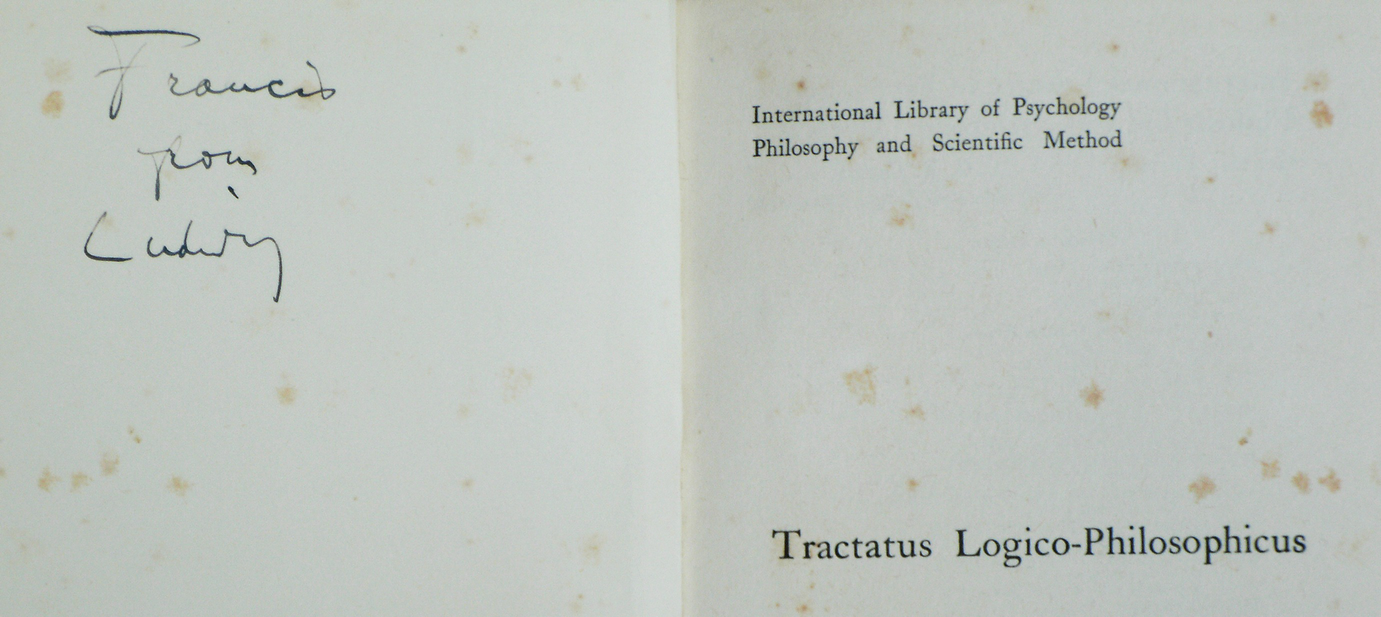 Francis
from
Ludwig
International Library of Psychology
Philosophy and Scientific Method
Tractatus Logico-Philosophicus